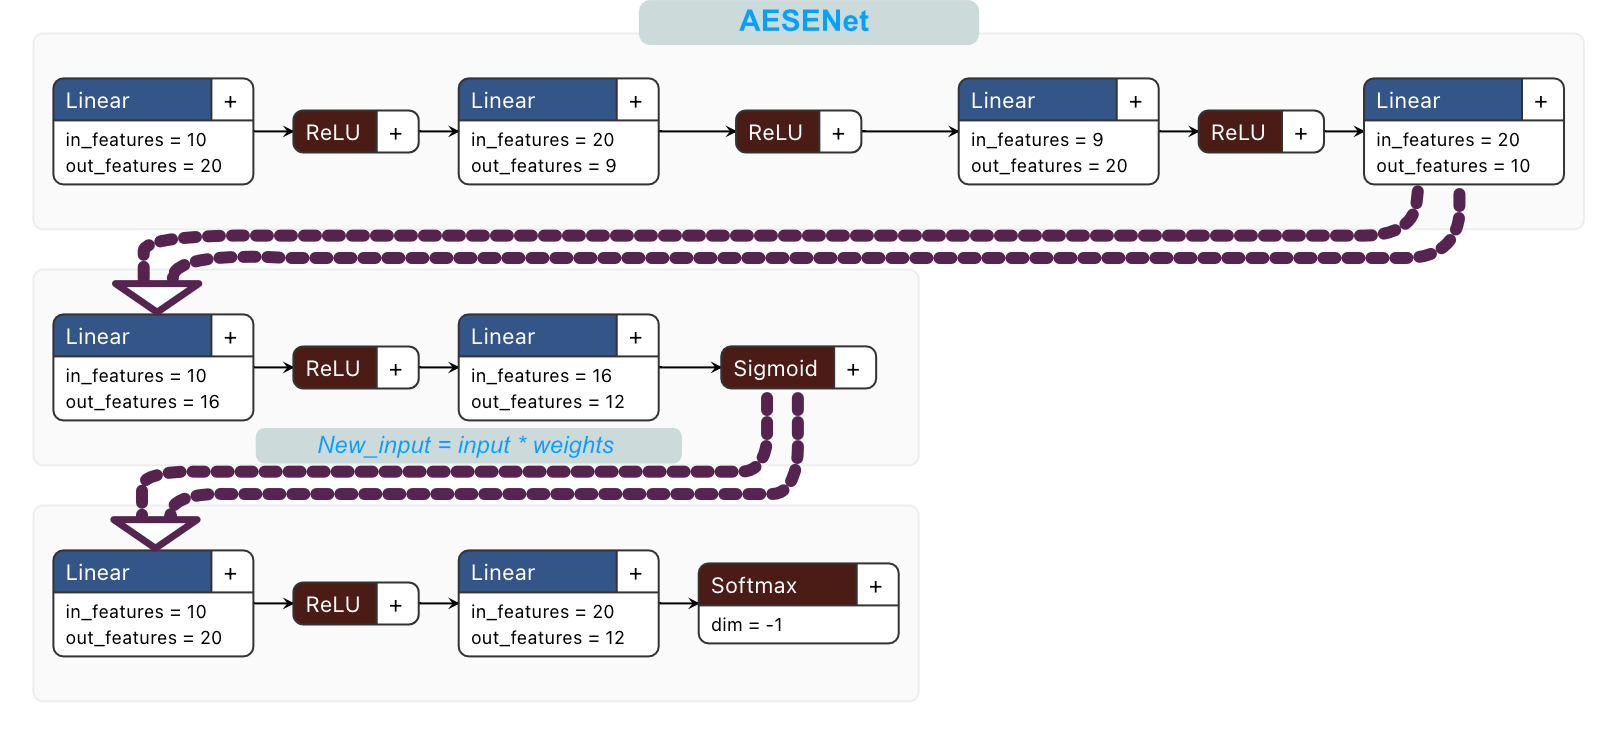 AESENet
Linear +
in_features = 10
out_features = 20
ReLU +
Linear +
in_features = 20
out_features = 9
ReLU +
Linear +
in_features = 9
out_features = 20
ReLU +
Linear +
in_features = 20
out_features = 10
Linear +
in_features = 10
out_features = 16
ReLU +
Linear +
in_features = 16
out_features = 12
Sigmoid +
New_input = input * weights
Linear +
in_features = 10
out_features = 20
ReLU +
Linear +
in_features = 20
out_features = 12
Softmax +
dim = -1